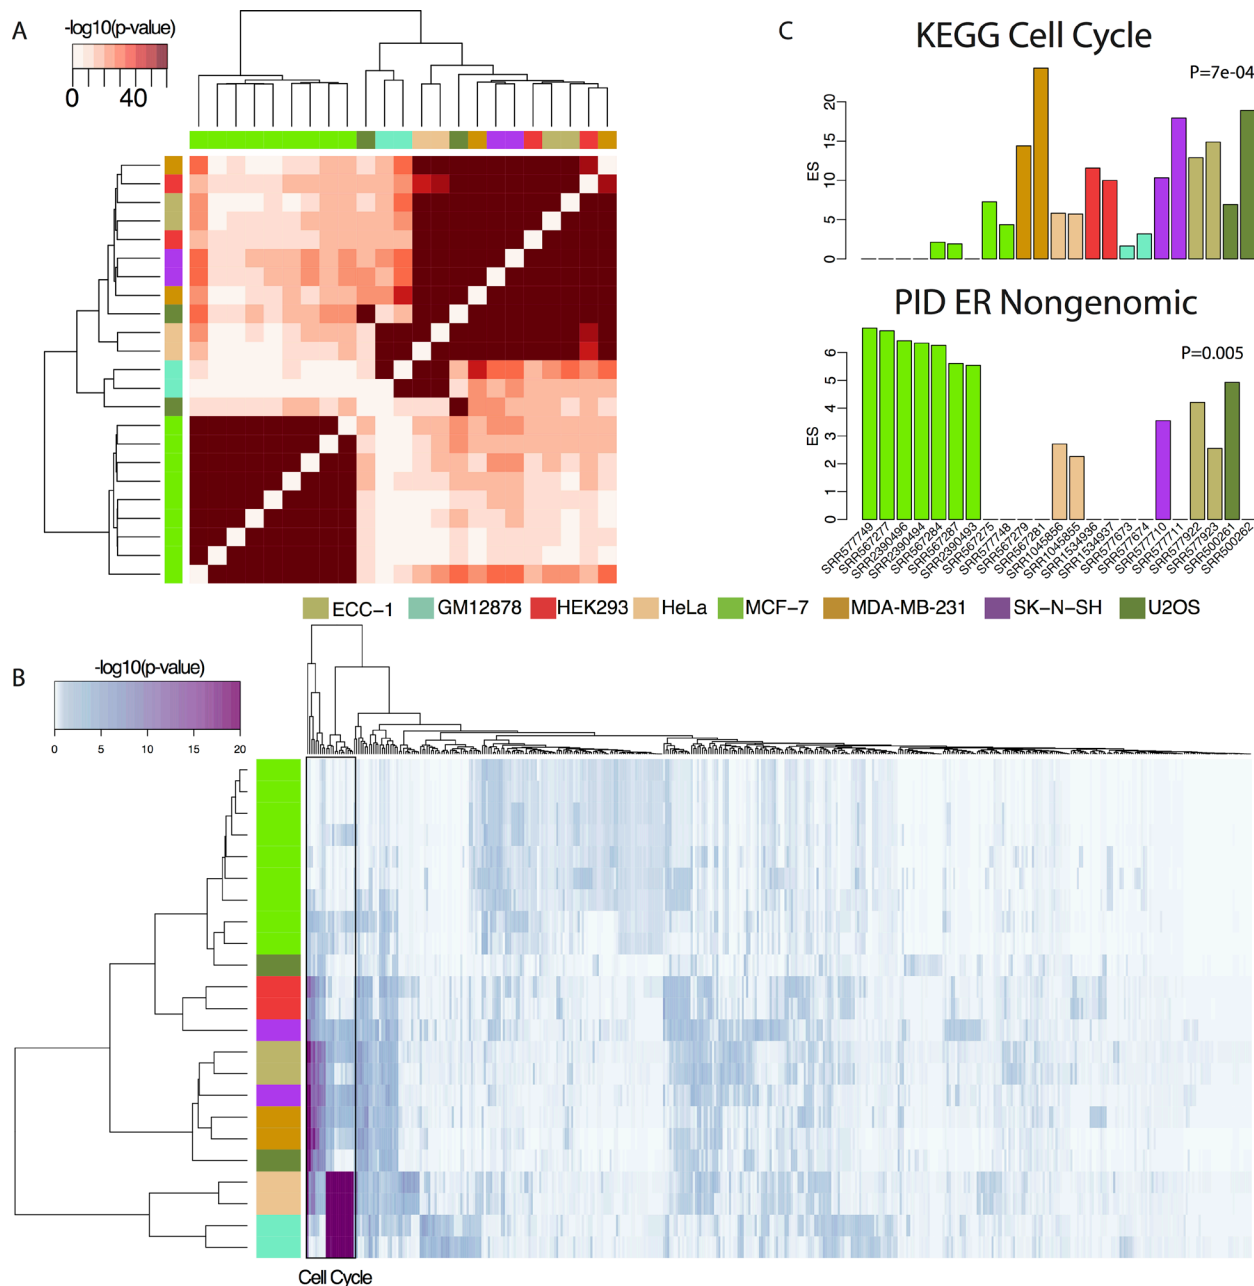 A
-log10(p-value)
0 40
C
KEGG Cell Cycle
P=7e-04
ES
0 5 10 15 20
PID ER Nongenomic
P=0.005
ES
0 1 2 3 4 5 6
SRR577749
SRR567277
SRR2390496
SRR2390494
SRR567284
SRR567287
SRR2390493
SRR567275
SRR577748
SRR567279
SRR567281
SRR1045856
SRR1045855
SRR1534936
SRR1534937
SRR577673
SRR577674
SRR577710
SRR577711
SRR577922
SRR577923
SRR500261
SRR500262
ECC-1 GM12878 HEK293 HeLa MCF-7 MDA-MB-231 SK-N-SH U2OS
B
-log10(p-value)
0 5 10 15 20
Cell Cycle